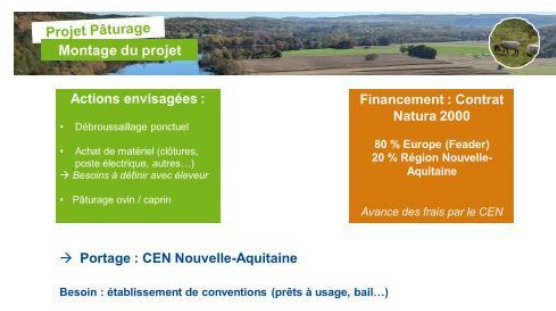 Projet Pâturage
Montage du projet
Actions envisagées :
• Débroussaillage ponctuel
• Achat de matériel (clôtures,
poste électrique, autres…)
→ Besoins à définir avec éleveur
• Pâturage ovin / caprin
Financement : Contrat
Natura 2000
80 % Europe (Feader)
20 % Région Nouvelle-
Aquitaine
Avance des frais par le CEN
→ Portage : CEN Nouvelle-Aquitaine
Besoin : établissement de conventions (prêts à usage, bail…)